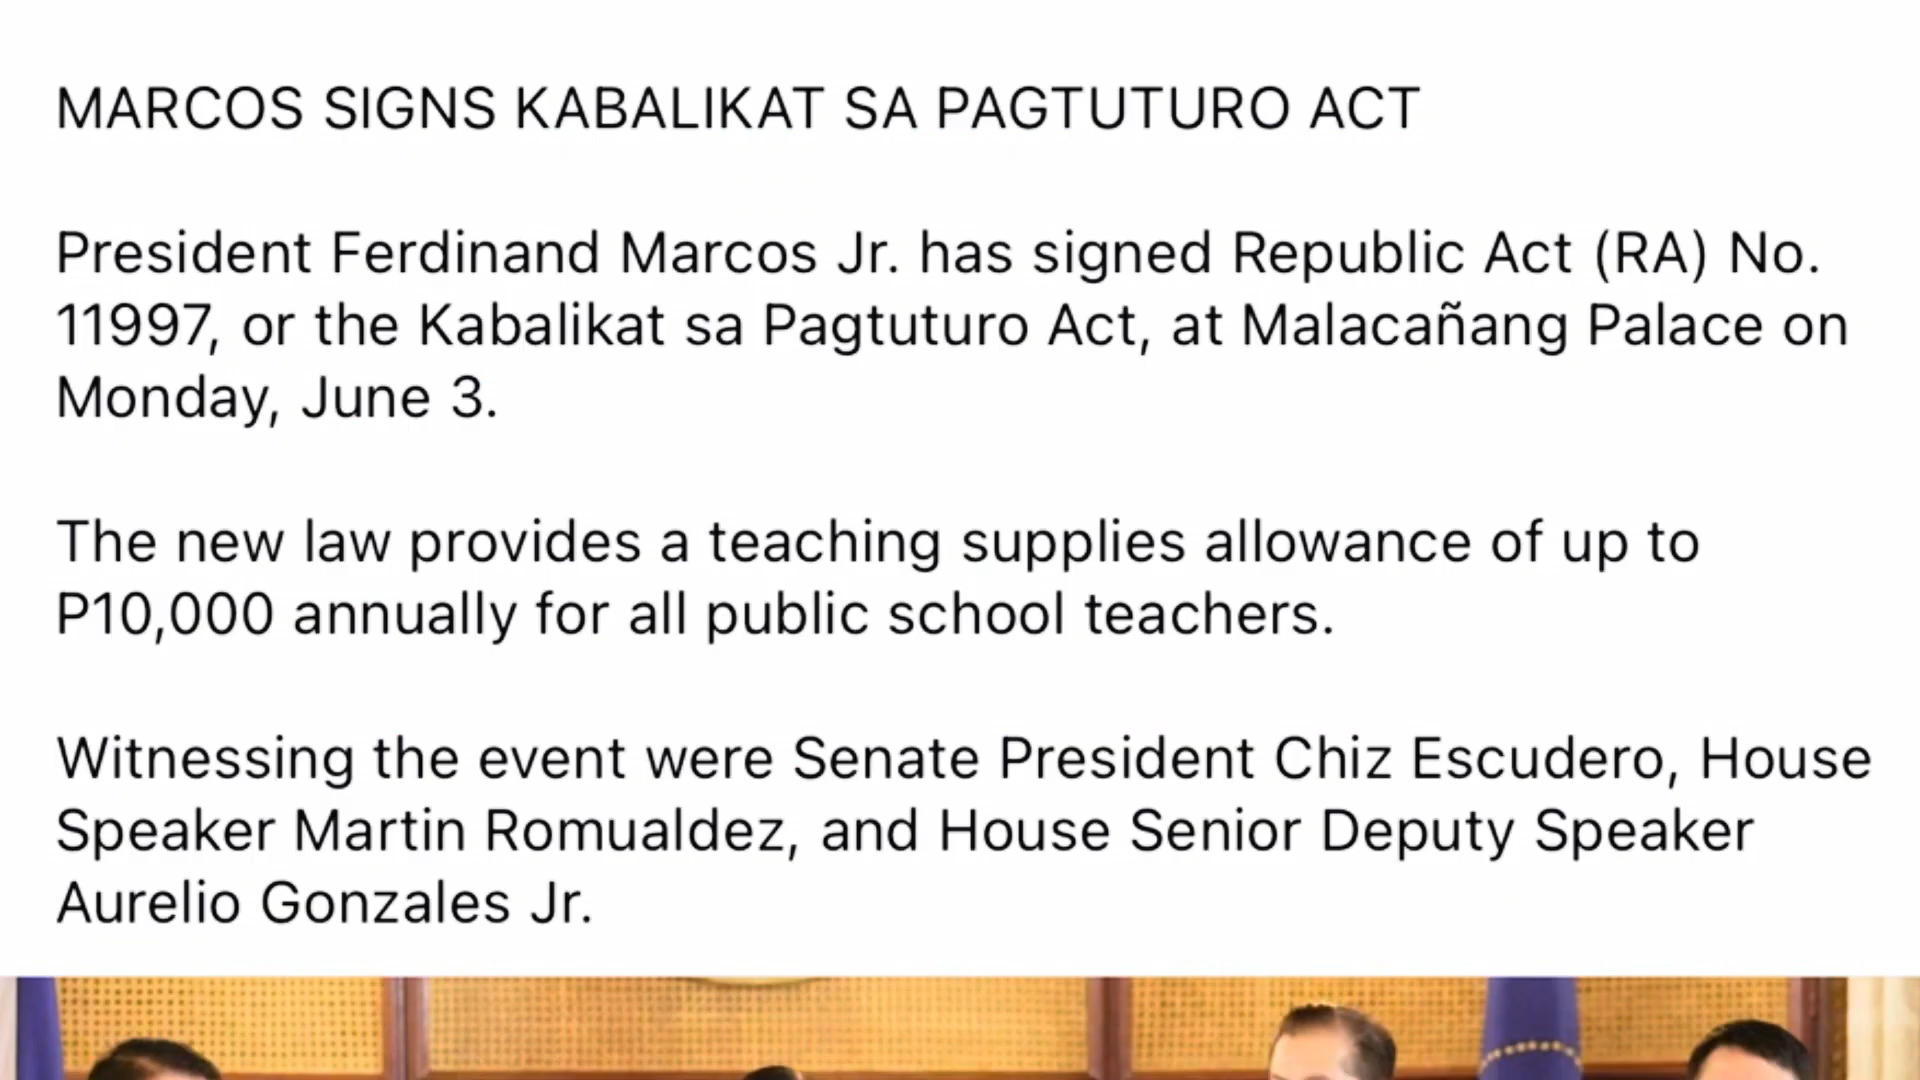 MARCOS SIGNS KABALIKAT SA PAGTUTURO ACT
President Ferdinand Marcos Jr. has signed Republic Act (RA) No.
11997, or the Kabalikat sa Pagtuturo Act, at Malacañang Palace on
Monday, June 3.
The new law provides a teaching supplies allowance of up to
P10,000 annually for all public school teachers.
Witnessing the event were Senate President Chiz Escudero, House
Speaker Martin Romualdez, and House Senior Deputy Speaker
Aurelio Gonzales Jr.